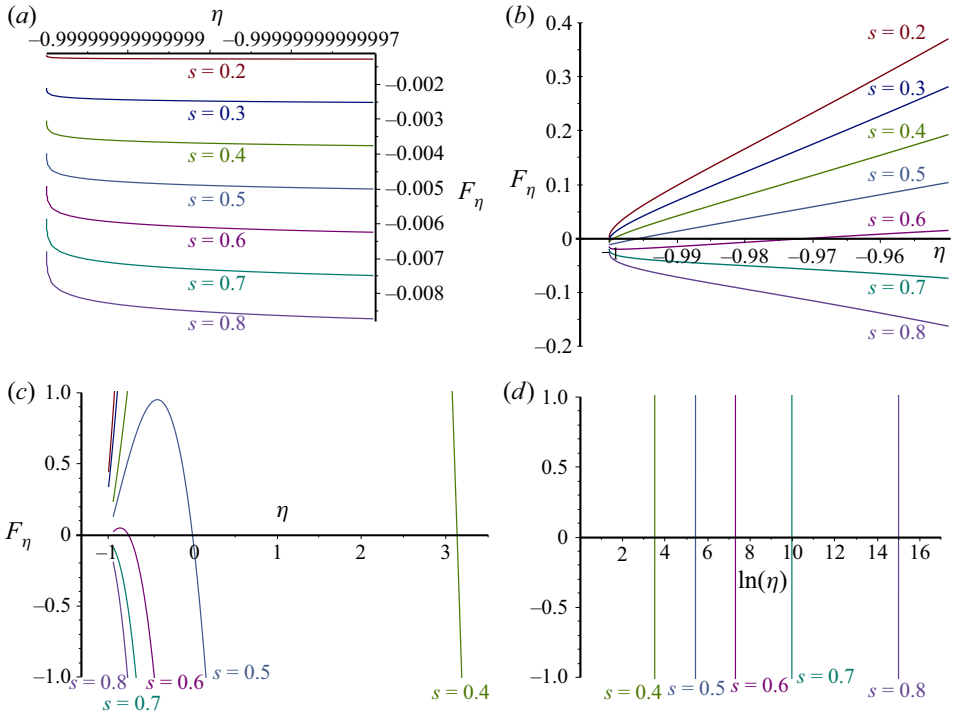 (a)
η
−0.999999999999999
−0.999999999999997
s = 0.2
s = 0.3
s = 0.4
s = 0.5
s = 0.6
s = 0.7
s = 0.8
−0.002
−0.003
−0.004
−0.005
−0.006
−0.007
−0.008
Fη
(b)
0.4
0.3
0.2
0.1
0
−0.1
−0.2
Fη
s = 0.2
s = 0.3
s = 0.4
s = 0.5
s = 0.6
s = 0.7
s = 0.8
−1
−0.99
−0.98
−0.97
−0.96
η
(c)
1.0
0.5
0
−0.5
−1.0
Fη
η
−1
0
1
2
3
s = 0.8
s = 0.7
s = 0.6
s = 0.5
s = 0.4
(d)
1.0
0.5
0
−0.5
−1.0
2
4
6
8
10
12
14
16
ln(η)
s = 0.4
s = 0.5
s = 0.6
s = 0.7
s = 0.8